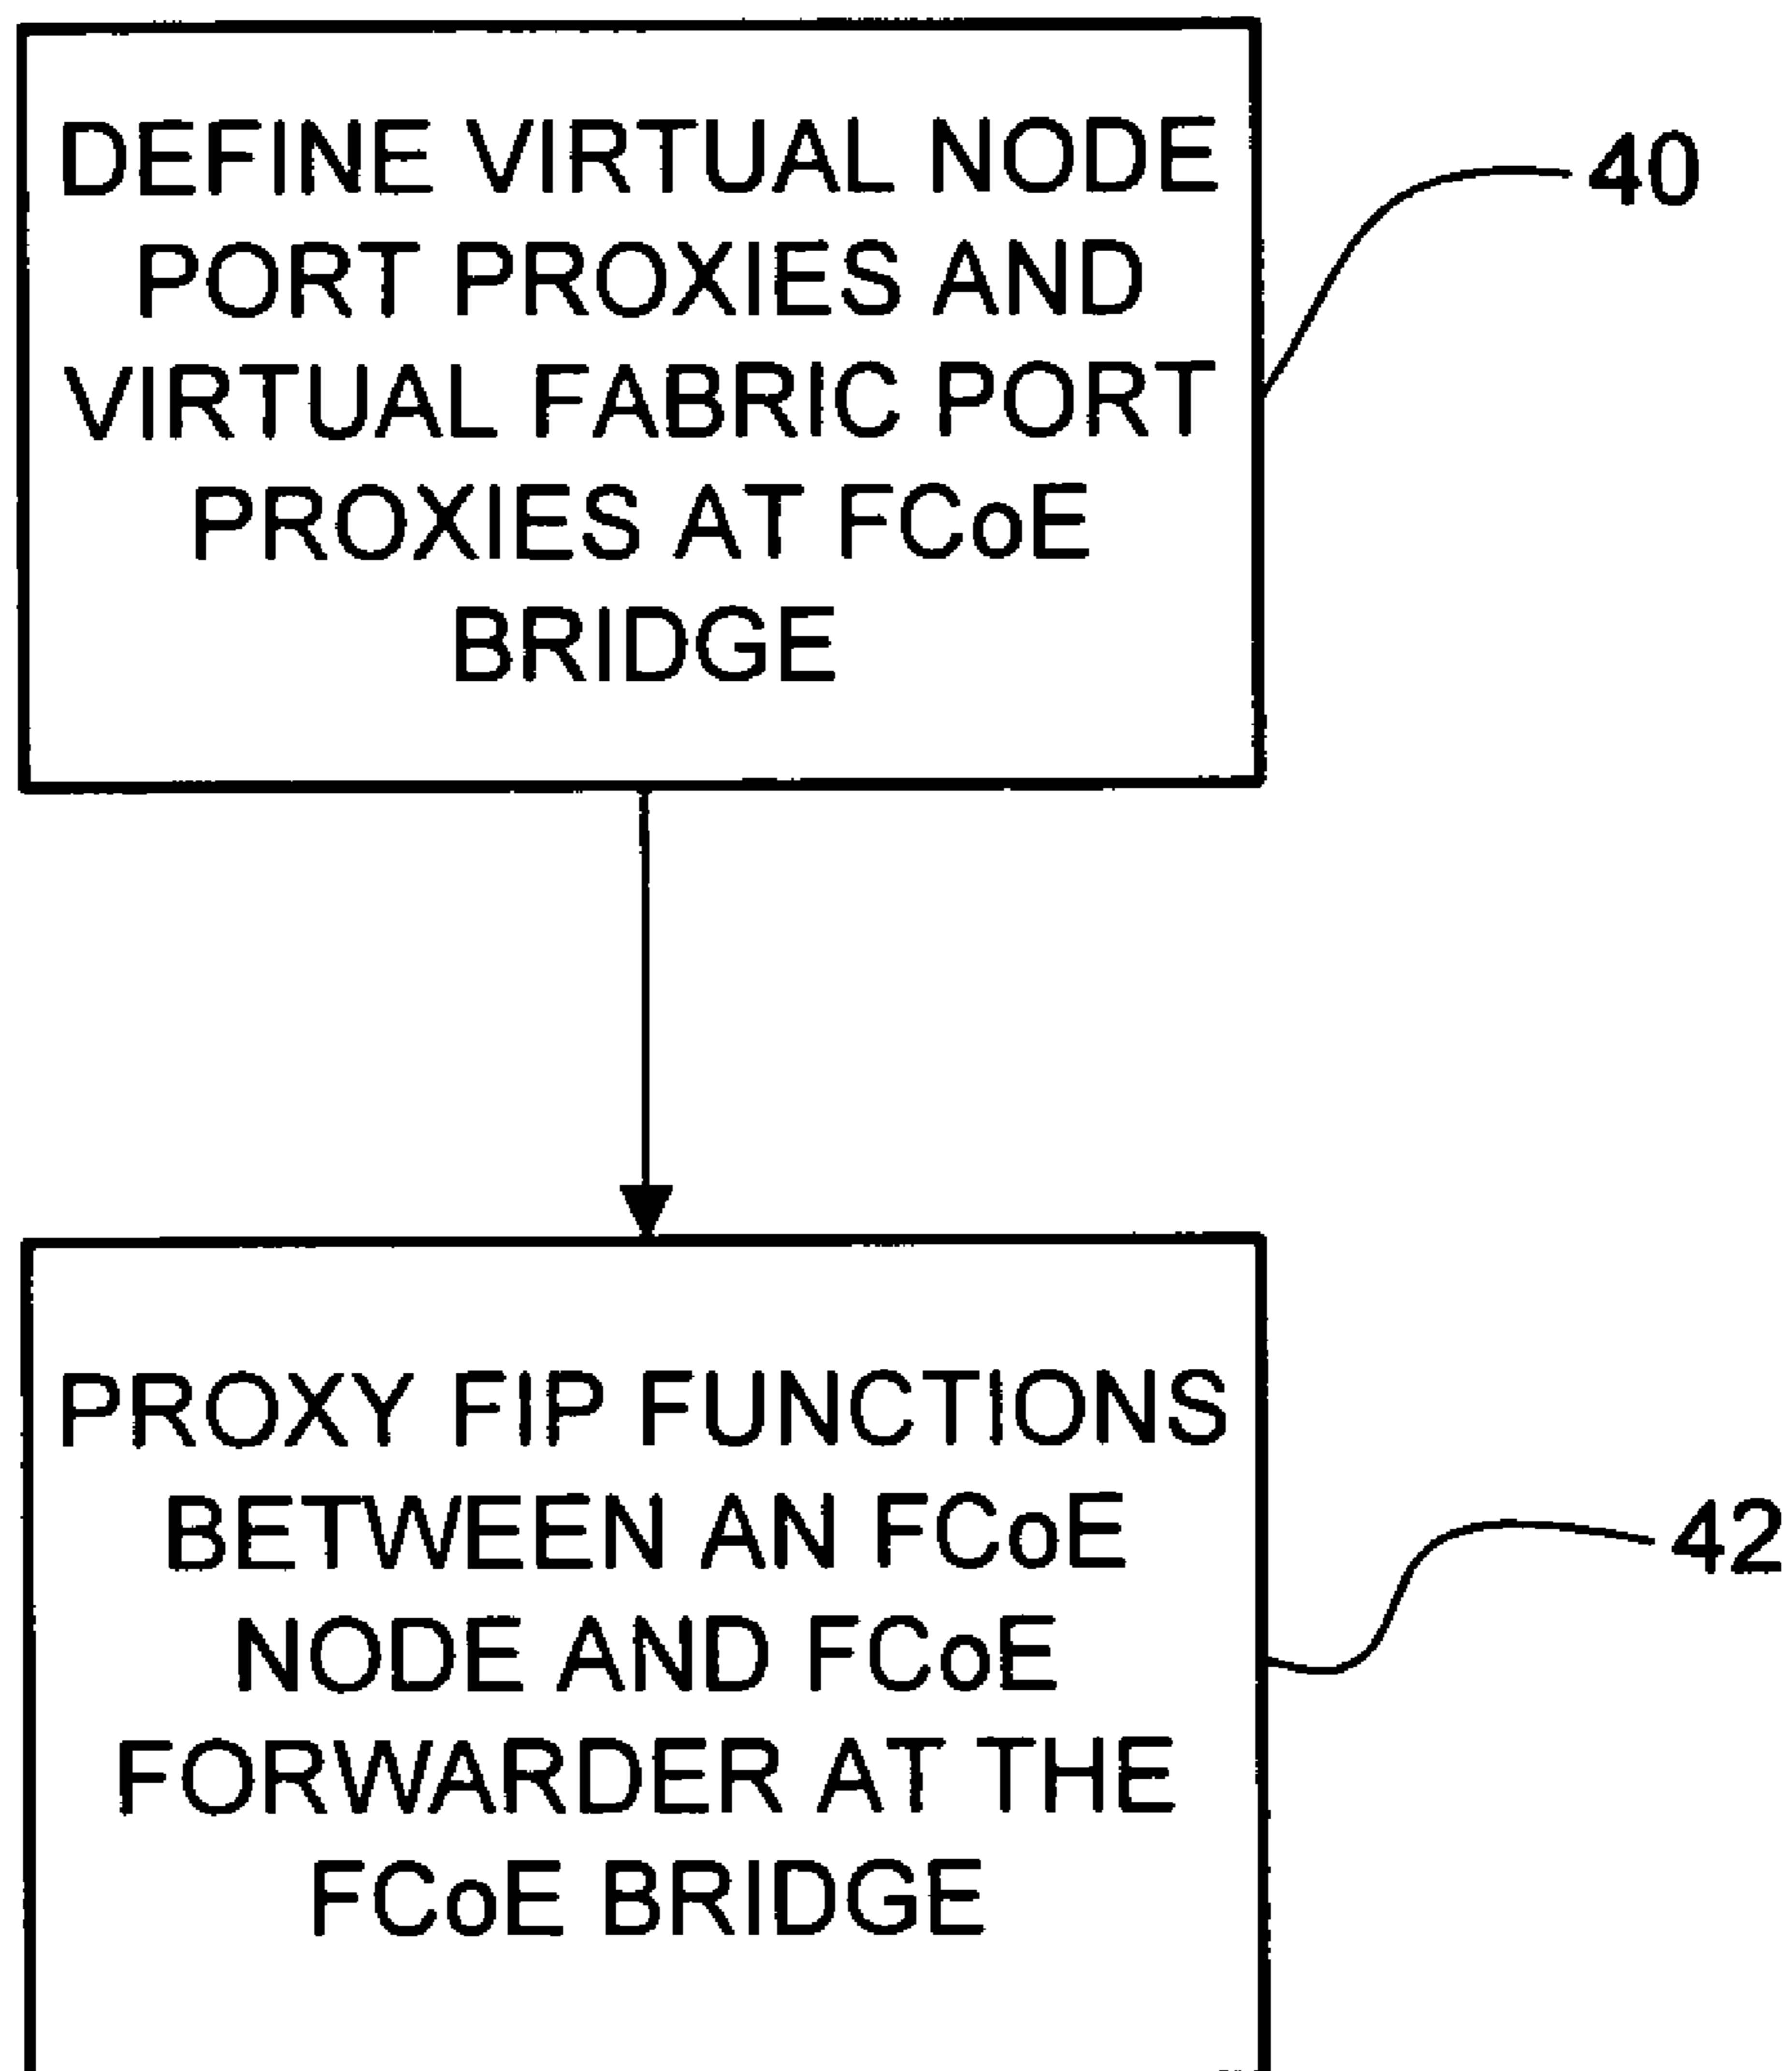 DEFINE VIRTUAL NODE
PORT PROXIES AND
VIRTUAL FABRIC PORT
PROXIES AT FCoE
BRIDGE
40
PROXY FIP FUNCTIONS
BETWEEN AN FCoE
NODE AND FCoE
FORWARDER AT THE
FCoE BRIDGE
42